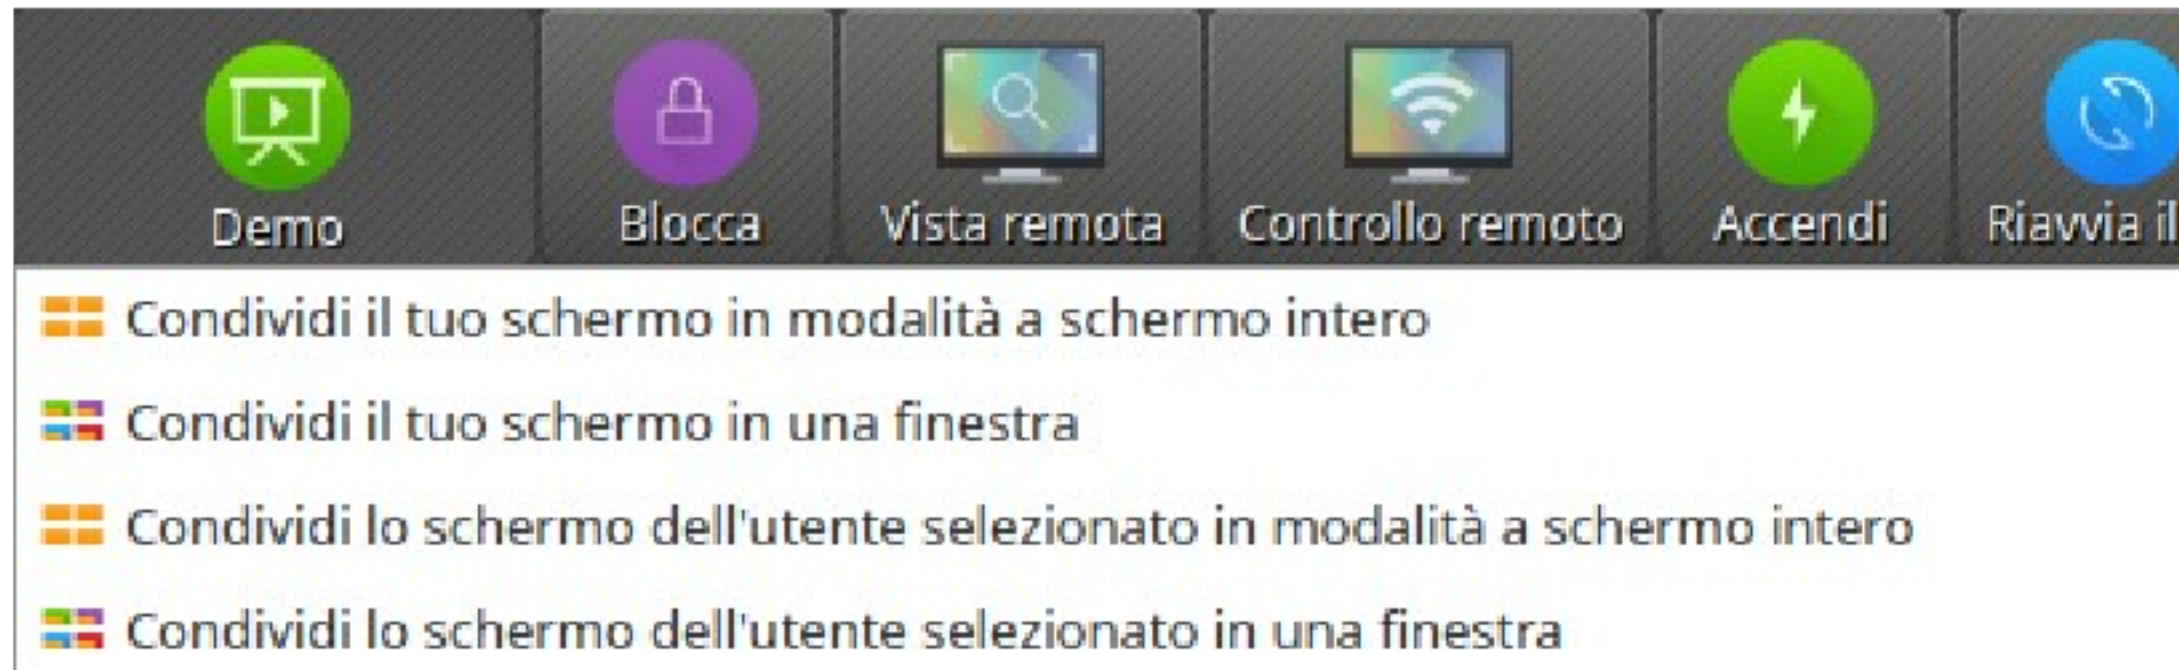 Demo
Blocca
Vista remota
Controllo remoto
Accendi
Riavvia il
Condividi il tuo schermo in modalità a schermo intero
Condividi il tuo schermo in una finestra
Condividi lo schermo dell'utente selezionato in modalità a schermo intero
Condividi lo schermo dell'utente selezionato in una finestra